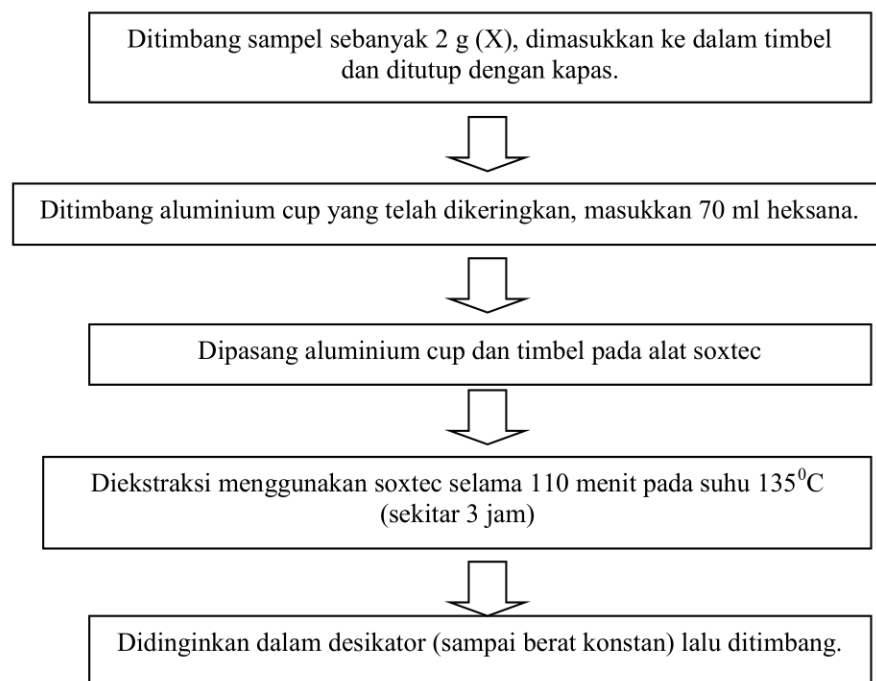 Ditimbang sampel sebanyak 2 g (X), dimasukkan ke dalam timbel
dan ditutup dengan kapas.
Ditimbang aluminium cup yang telah dikeringkan, masukkan 70 ml heksana.
Dipasang aluminium cup dan timbel pada alat soxtec
Diekstraksi menggunakan soxtec selama 110 menit pada suhu 135⁰C
(sekitar 3 jam)
Didinginkan dalam desikator (sampai berat konstan) lalu ditimbang.